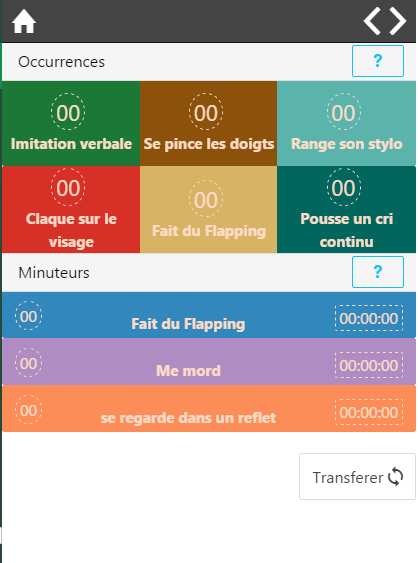 Occurrences
?
00
00
00
Imitation verbale
Se pince les doigts
Range son stylo
00
00
00
Claque sur le
visage
Fait du Flapping
Pousse un cri
continu
Minuteurs
?
00
Fait du Flapping
00:00:00
00
Me mord
00:00:00
00
se regarde dans un reflet
00:00:00
Transferer